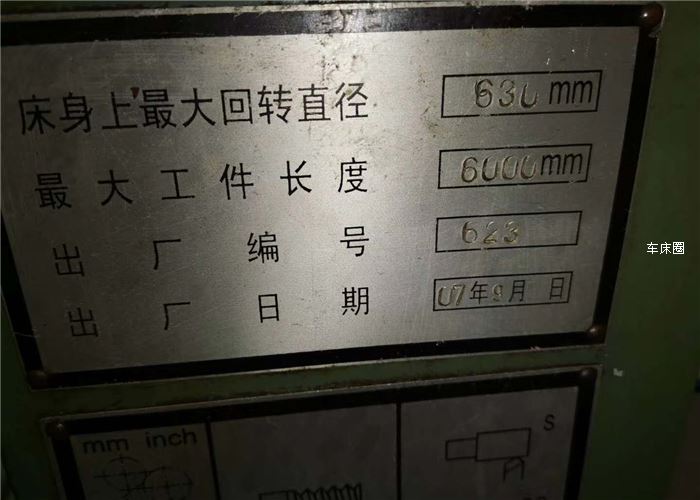 床身上最大回转直径 630mm
最大工件长度 6000mm
出厂编号 623
出厂日期 07年9月 日
车床圈
mm inch
S